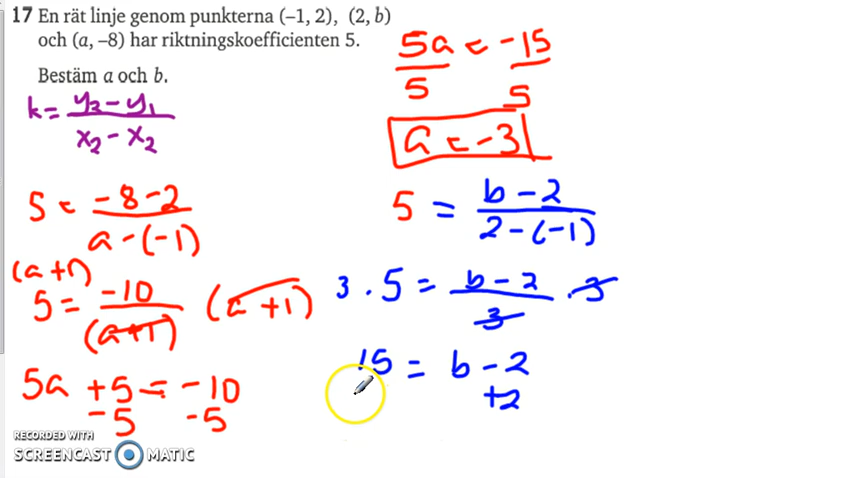 17 En rät linje genom punkterna (–1, 2), (2, b)
och (a, –8) har riktningskoefficienten 5.
Bestäm a och b.
k = y₂ – y₁ / x₂ – x₂
5 = –8 – 2 / a – (–1)
(a + 1) 5 = –10 / (a + 1) (a + 1)
5a + 5 = –10
–5 –5
5a = –15
5 5
a = –3
5 = b – 2 / 2 – (–1)
3 · 5 = b – 2 / 3 · 3
15 = b – 2
+2
RECORDED WITH
SCREENCAST MATIC